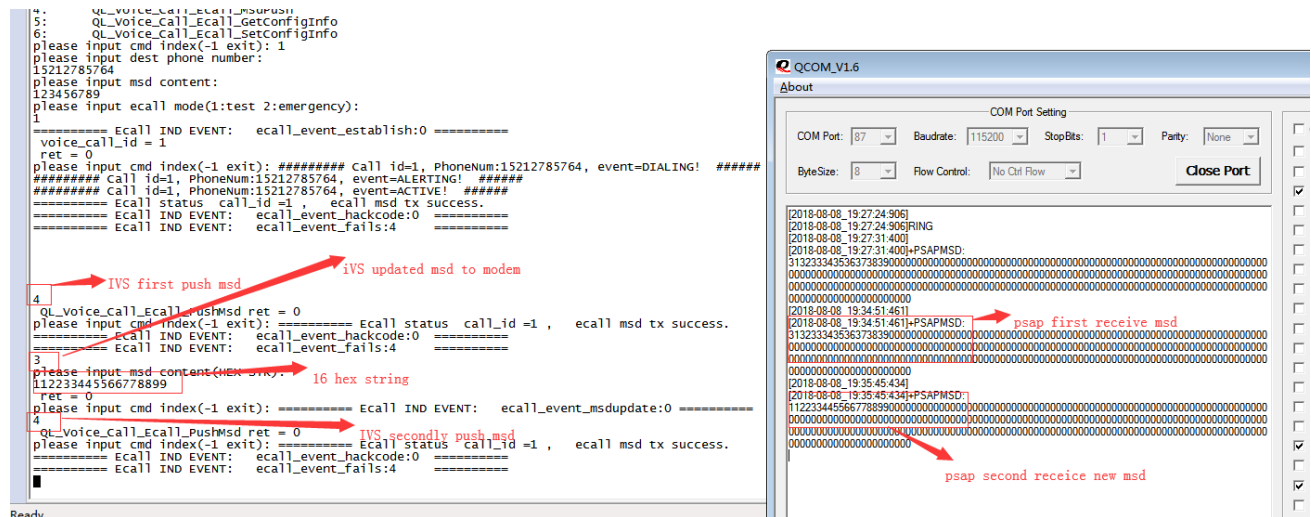 4:      QL_Voice_Call_Ecall_MsdPush
5:      QL_Voice_Call_Ecall_GetConfigInfo
6:      QL_Voice_Call_Ecall_SetConfigInfo
please input cmd index(-1 exit): 1
please input dest phone number:
15212785764
please input msd content:
123456789
please input ecall mode(1:test 2:emergency):
1
========== Ecall IND EVENT:   ecall_event_establish:0 ==========
voice_call_id = 1
ret = 0
please input cmd index(-1 exit): ######### Call id=1, PhoneNum:15212785764, event=DIALING!  ######
######### Call id=1, PhoneNum:15212785764, event=ALERTING!  ######
######### Call id=1, PhoneNum:15212785764, event=ACTIVE!  ######
========== Ecall status  call_id =1 ,   ecall msd tx success.
========== Ecall IND EVENT:   ecall_event_hackcode:0  ==========
========== Ecall IND EVENT:   ecall_event_fails:4     ==========
iVS updated msd to modem
IVS first push msd
4
QL_Voice_Call_Ecall_PushMsd ret = 0
please input cmd index(-1 exit): ========== Ecall status  call_id =1 ,   ecall msd tx success.
========== Ecall IND EVENT:   ecall_event_hackcode:0  ==========
========== Ecall IND EVENT:   ecall_event_fails:4     ==========
3
please input msd content(HEX STR):
112233445566778899
16 hex string
ret = 0
please input cmd index(-1 exit): ========== Ecall IND EVENT:   ecall_event_msdupdate:0 ==========
4
QL_Voice_Call_Ecall_PushMsd ret = 0
IVS secondly push msd
please input cmd index(-1 exit): ========== Ecall status  call_id =1 ,   ecall msd tx success.
========== Ecall IND EVENT:   ecall_event_hackcode:0  ==========
========== Ecall IND EVENT:   ecall_event_fails:4     ==========
Ready
QCOM_V1.6
About
COM Port Setting
COM Port: 87 Baudrate: 115200 StopBits: 1 Parity: None
ByteSize: 8 Flow Control: No Ctrl Flow Close Port
[2018-08-08_19:27:24:906]
[2018-08-08_19:27:24:906]RING
[2018-08-08_19:27:31:400]
[2018-08-08_19:27:31:400]+PSAPMSD:
[2018-08-08_19:34:51:461]
[2018-08-08_19:34:51:461]+PSAPMSD:
psap first receive msd
[2018-08-08_19:35:45:434]
[2018-08-08_19:35:45:434]+PSAPMSD:
psap second receice new msd